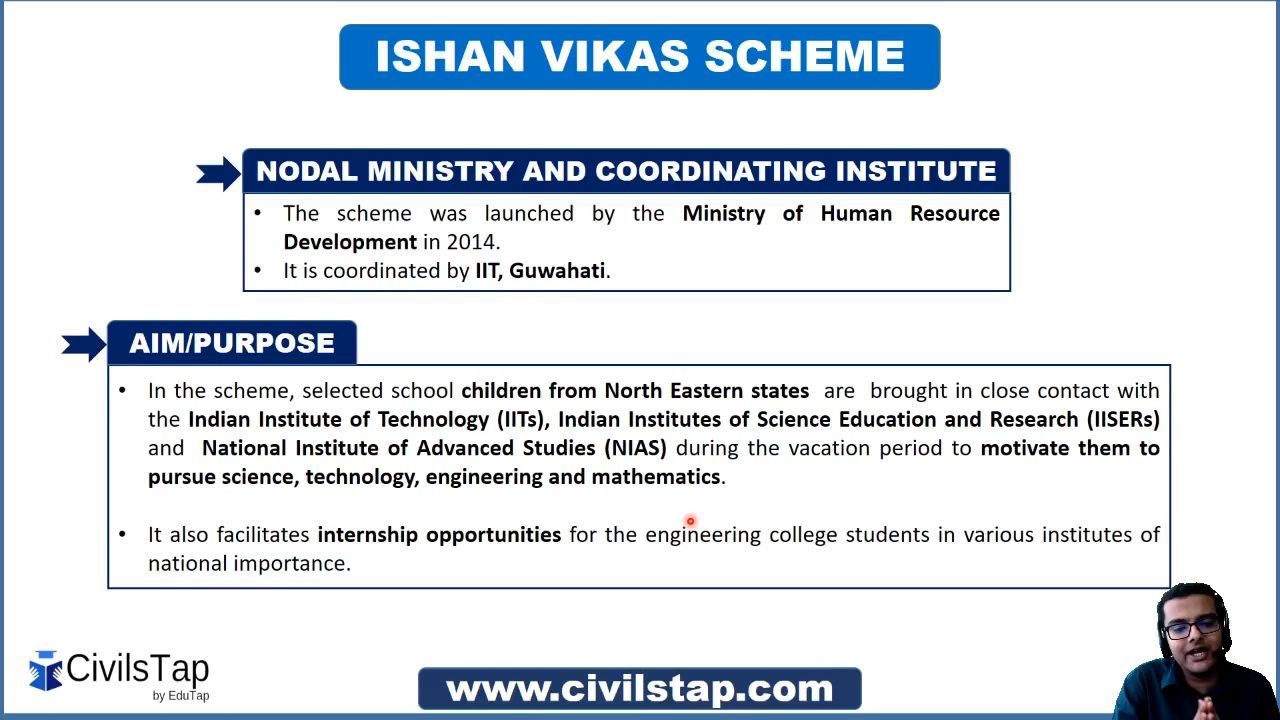 ISHAN VIKAS SCHEME
NODAL MINISTRY AND COORDINATING INSTITUTE
• The scheme was launched by the Ministry of Human Resource
Development in 2014.
• It is coordinated by IIT, Guwahati.
AIM/PURPOSE
• In the scheme, selected school children from North Eastern states are brought in close contact with
the Indian Institute of Technology (IITs), Indian Institutes of Science Education and Research (IISERs)
and National Institute of Advanced Studies (NIAS) during the vacation period to motivate them to
pursue science, technology, engineering and mathematics.
• It also facilitates internship opportunities for the engineering college students in various institutes of
national importance.
CivilsTap
by EduTap
www.civilstap.com